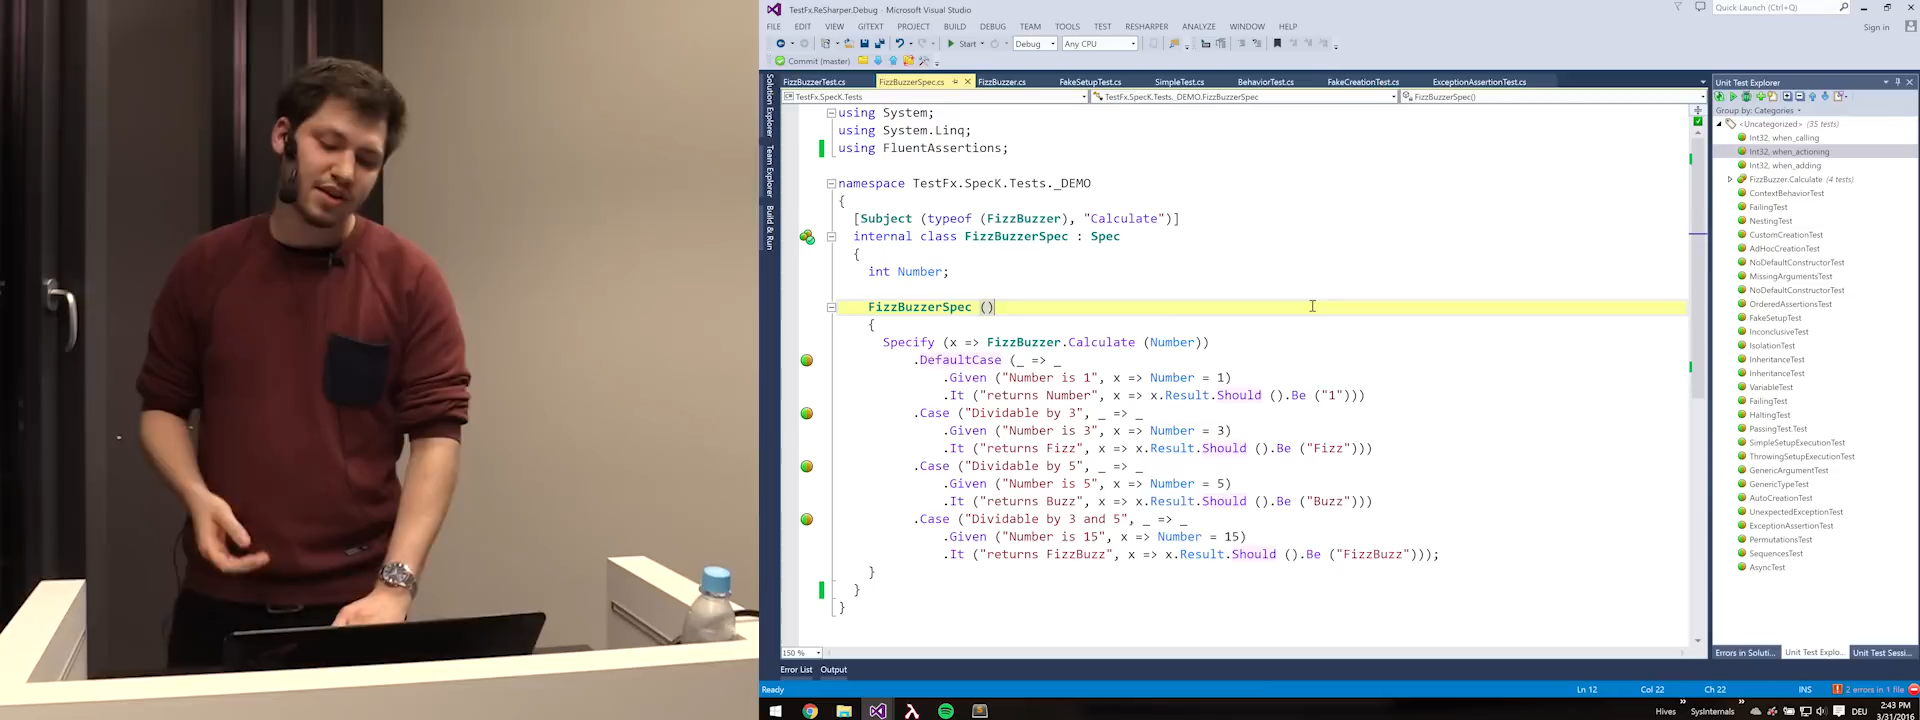 TestFx.ReSharper.Debug - Microsoft Visual Studio
Quick Launch (Ctrl+Q)
FILE EDIT VIEW GITEXT PROJECT BUILD DEBUG TEAM TOOLS TEST RESHARPER ANALYZE WINDOW HELP
Sign in
Start Debug Any CPU
Commit (master)
FizzBuzzerTest.cs FizzBuzzerSpec.cs FizzBuzzer.cs FakeSetupTest.cs SimpleTest.cs BehaviorTest.cs FakeCreationTest.cs ExceptionAssertionTest.cs
TestFx.SpecK.Tests TestFx.SpecK.Tests._DEMO.FizzBuzzerSpec FizzBuzzerSpec()
Solution Explorer
Team Explorer
Build & Run
using System;
using System.Linq;
using FluentAssertions;
namespace TestFx.SpecK.Tests._DEMO
{
[Subject (typeof (FizzBuzzer), "Calculate")]
internal class FizzBuzzerSpec : Spec
{
int Number;
FizzBuzzerSpec ()
{
Specify (x => FizzBuzzer.Calculate (Number))
.DefaultCase (_ => _
.Given ("Number is 1", x => Number = 1)
.It ("returns Number", x => x.Result.Should ().Be ("1")))
.Case ("Dividable by 3", _ => _
.Given ("Number is 3", x => Number = 3)
.It ("returns Fizz", x => x.Result.Should ().Be ("Fizz")))
.Case ("Dividable by 5", _ => _
.Given ("Number is 5", x => Number = 5)
.It ("returns Buzz", x => x.Result.Should ().Be ("Buzz")))
.Case ("Dividable by 3 and 5", _ => _
.Given ("Number is 15", x => Number = 15)
.It ("returns FizzBuzz", x => x.Result.Should ().Be ("FizzBuzz")));
}
}
}
150 %
Error List Output
Unit Test Explorer
Group by: Categories
<Uncategorized> (35 tests)
Int32, when_calling
Int32, when_actioning
Int32, when_adding
FizzBuzzer.Calculate (4 tests)
ContextBehaviorTest
FailingTest
NestingTest
CustomCreationTest
AdHocCreationTest
NoDefaultConstructorTest
MissingArgumentsTest
NoDefaultConstructorTest
OrderedAssertionsTest
FakeSetupTest
InconclusiveTest
IsolationTest
InheritanceTest
InheritanceTest
VariableTest
FailingTest
HaltingTest
PassingTest.Test
SimpleSetupExecutionTest
ThrowingSetupExecutionTest
GenericArgumentTest
GenericTypeTest
AutoCreationTest
UnexpectedExceptionTest
ExceptionAssertionTest
PermutationsTest
SequencesTest
AsyncTest
Errors in Soluti... Unit Test Explo... Unit Test Sessi...
Ready Ln 12 Col 22 Ch 22 INS 2 errors in 1 file
Hives SysInternals DEU 2:43 PM
3/31/2016